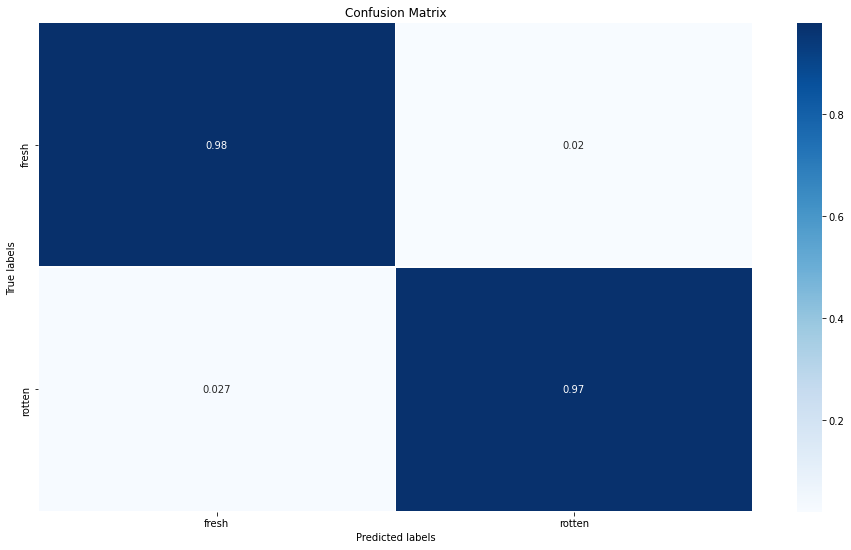 Confusion Matrix
True labels
fresh
0.98
0.02
rotten
0.027
0.97
fresh
rotten
Predicted labels
0.8
0.6
0.4
0.2